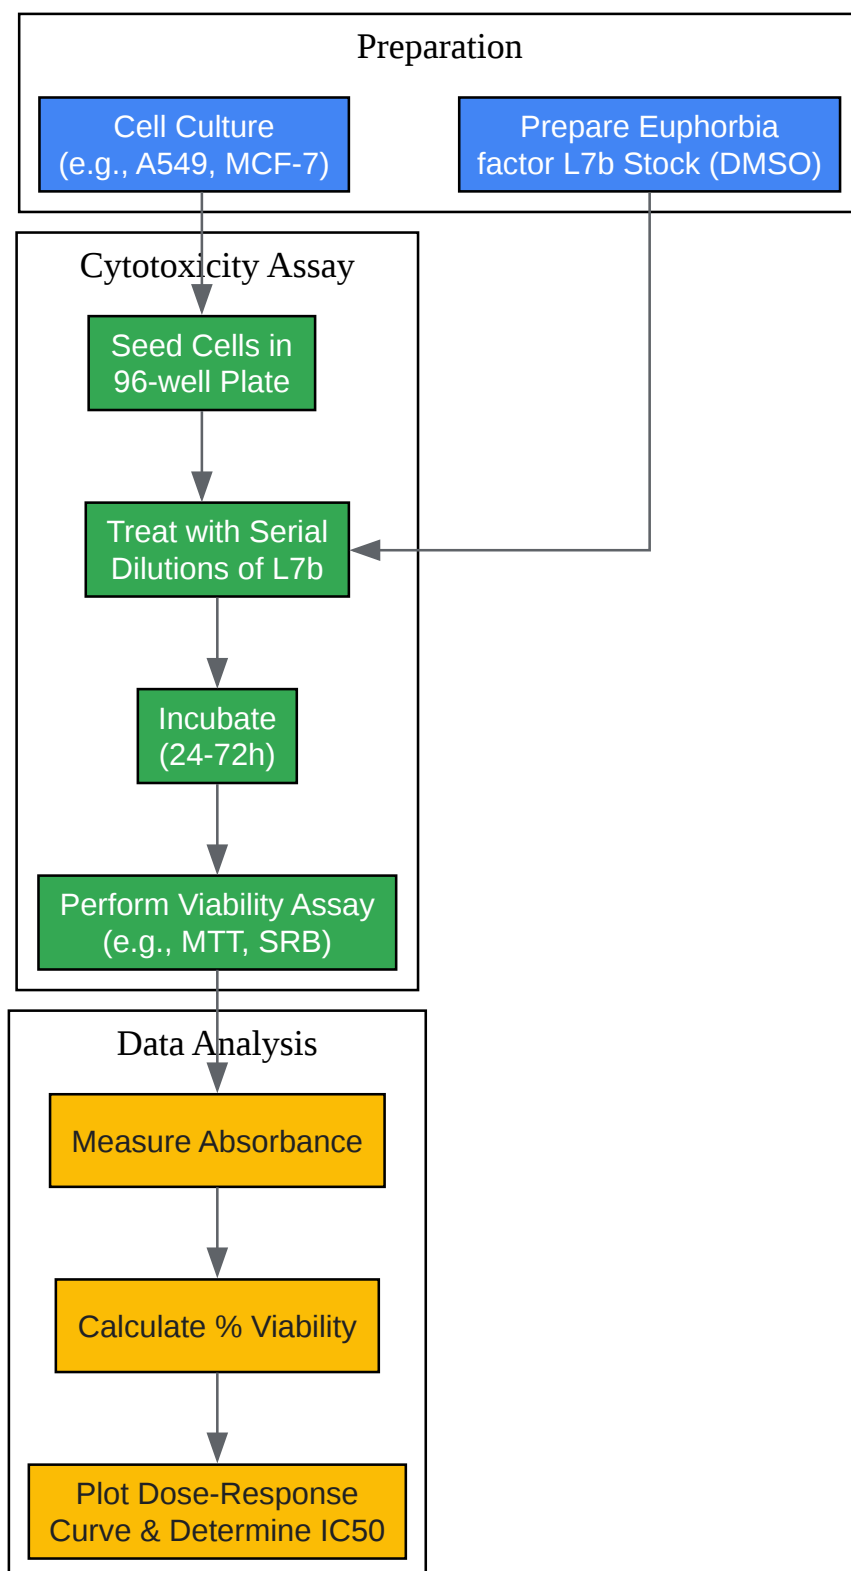 Preparation
Cell Culture
(e.g., A549, MCF-7)
Prepare Euphorbia
factor L7b Stock (DMSO)
Cytotoxicity Assay
Seed Cells in
96-well Plate
Treat with Serial
Dilutions of L7b
Incubate
(24-72h)
Perform Viability Assay
(e.g., MTT, SRB)
Data Analysis
Measure Absorbance
Calculate % Viability
Plot Dose-Response
Curve & Determine IC50